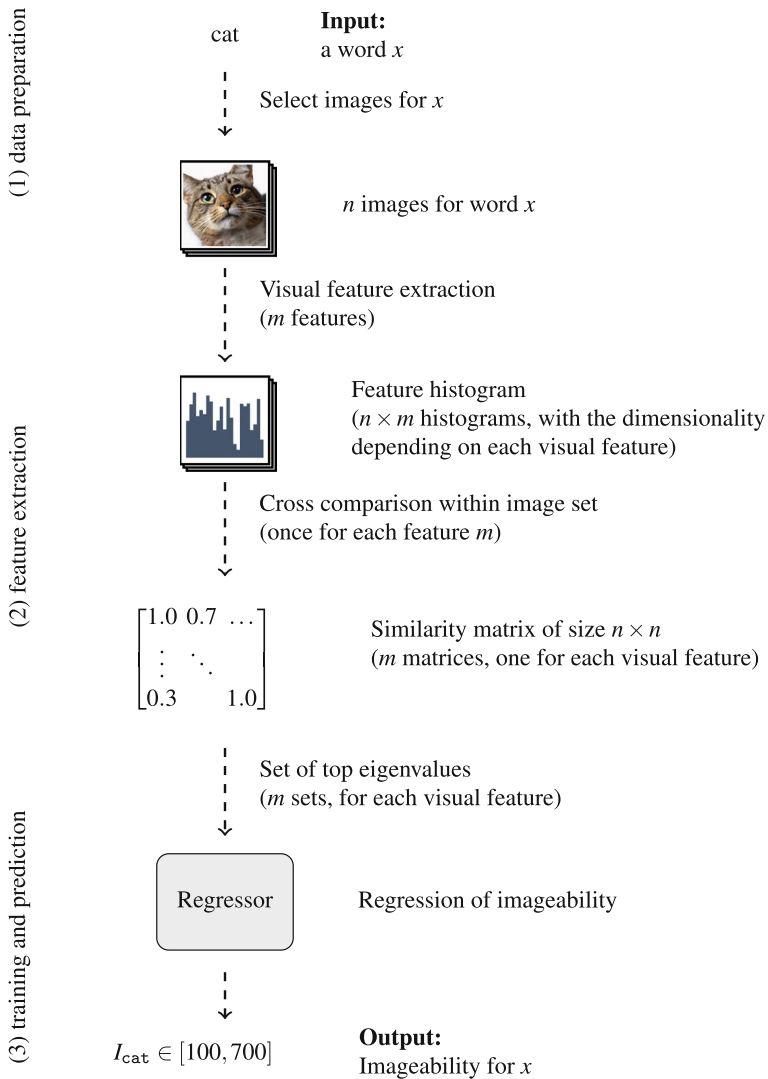 (1) data preparation
cat
Input:
a word x
Select images for x
n images for word x
Visual feature extraction
(m features)
(2) feature extraction
Feature histogram
(n × m histograms, with the dimensionality
depending on each visual feature)
Cross comparison within image set
(once for each feature m)
1.0 0.7 …
⋮ ⋱
0.3 1.0
Similarity matrix of size n × n
(m matrices, one for each visual feature)
Set of top eigenvalues
(m sets, for each visual feature)
(3) training and prediction
Regressor
Regression of imageability
I_cat ∈ [100,700]
Output:
Imageability for x